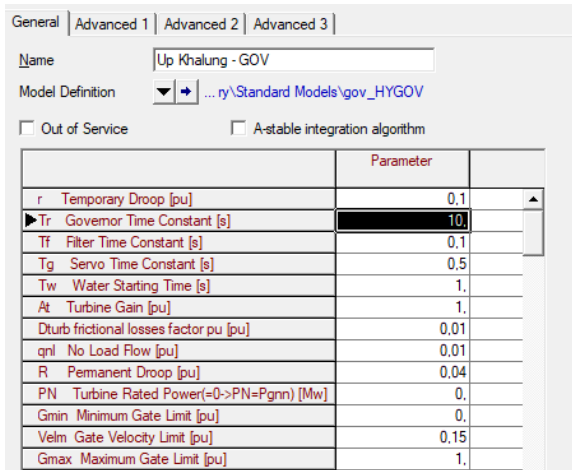 General Advanced 1 Advanced 2 Advanced 3
Name Up Khalung - GOV
Model Definition ... ry\Standard Models\gov_HYGOV
Out of Service A-stable integration algorithm
Parameter
r Temporary Droop [pu] 0,1
Tr Governor Time Constant [s] 10,
Tf Filter Time Constant [s] 0,1
Tg Servo Time Constant [s] 0,5
Tw Water Starting Time [s] 1,
At Turbine Gain [pu] 1,
Dturb frictional losses factor pu [pu] 0,01
qnl No Load Flow [pu] 0,01
R Permanent Droop [pu] 0,04
PN Turbine Rated Power(=0->PN=Pgnn) [Mw] 0,
Gmin Minimum Gate Limit [pu] 0,
Velm Gate Velocity Limit [pu] 0,15
Gmax Maximum Gate Limit [pu] 1,